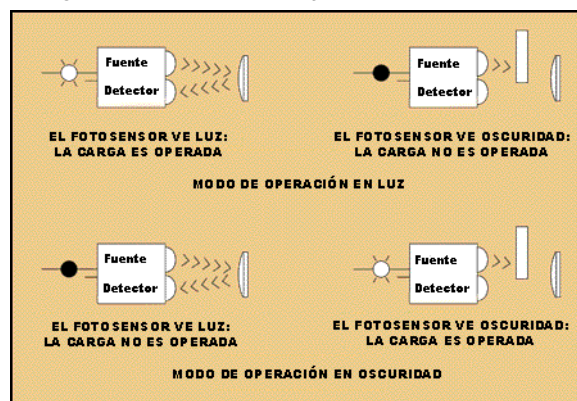 Fuente
Detector
Fuente
Detector
EL FOTOSENSOR VE LUZ:
LA CARGA ES OPERADA
EL FOTOSENSOR VE OSCURIDAD:
LA CARGA NO ES OPERADA
MODO DE OPERACIÓN EN LUZ
Fuente
Detector
Fuente
Detector
EL FOTOSENSOR VE LUZ:
LA CARGA NO ES OPERADA
EL FOTOSENSOR VE OSCURIDAD:
LA CARGA ES OPERADA
MODO DE OPERACIÓN EN OSCURIDAD